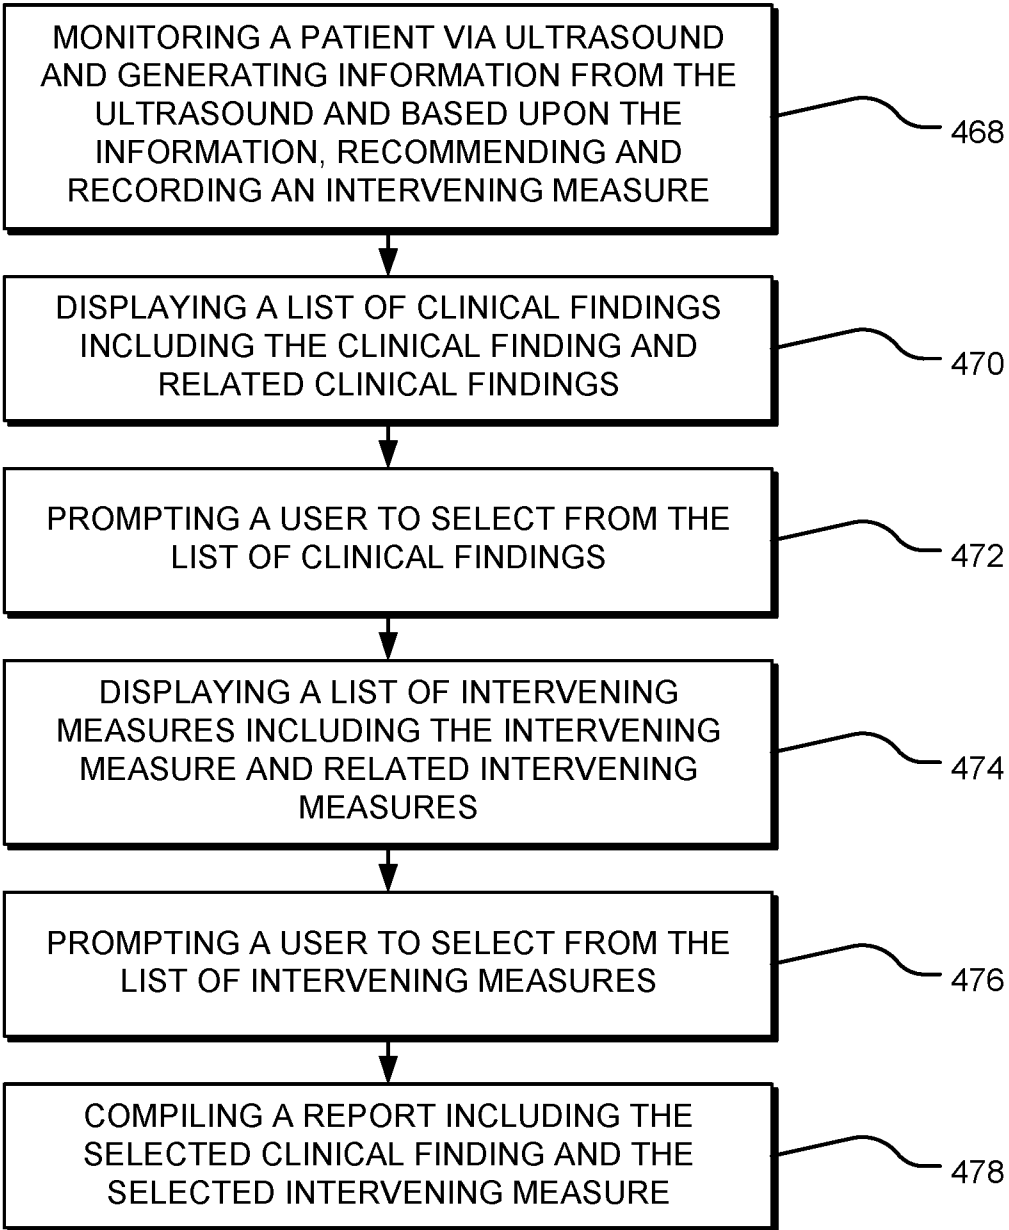 MONITORING A PATIENT VIA ULTRASOUND
AND GENERATING INFORMATION FROM THE
ULTRASOUND AND BASED UPON THE
INFORMATION, RECOMMENDING AND
RECORDING AN INTERVENING MEASURE
468
DISPLAYING A LIST OF CLINICAL FINDINGS
INCLUDING THE CLINICAL FINDING AND
RELATED CLINICAL FINDINGS
470
PROMPTING A USER TO SELECT FROM THE
LIST OF CLINICAL FINDINGS
472
DISPLAYING A LIST OF INTERVENING
MEASURES INCLUDING THE INTERVENING
MEASURE AND RELATED INTERVENING
MEASURES
474
PROMPTING A USER TO SELECT FROM THE
LIST OF INTERVENING MEASURES
476
COMPILING A REPORT INCLUDING THE
SELECTED CLINICAL FINDING AND THE
SELECTED INTERVENING MEASURE
478